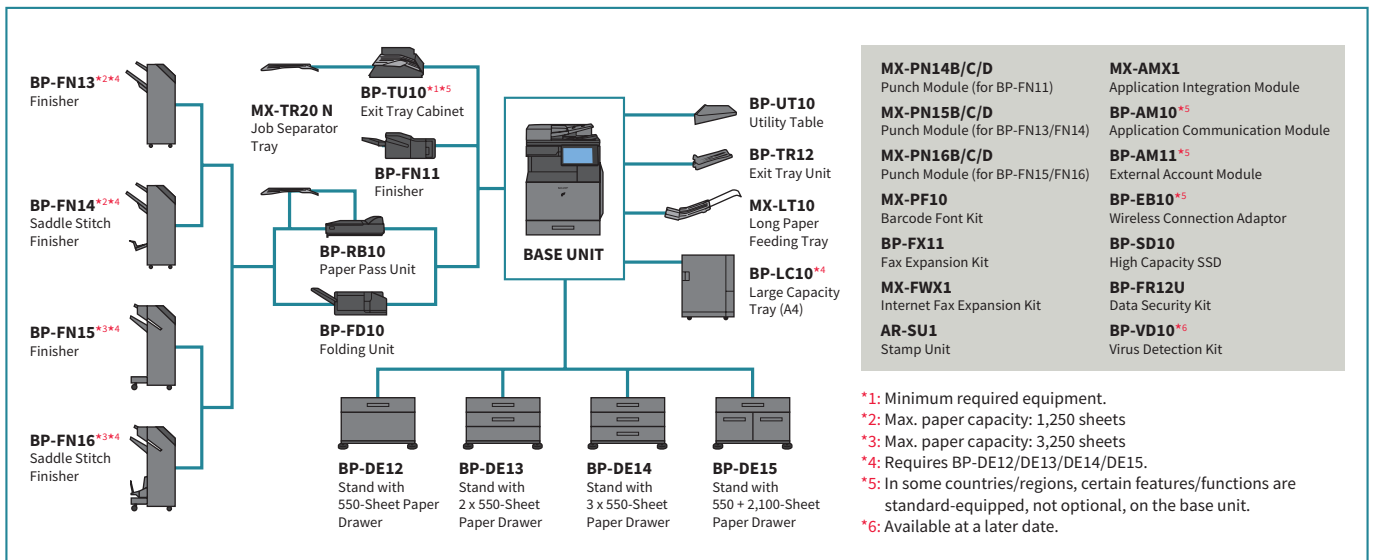 BP-FN13*2*4
Finisher
BP-FN14*2*4
Saddle Stitch
Finisher
BP-FN15*3*4
Finisher
BP-FN16*3*4
Saddle Stitch
Finisher
MX-TR20 N
Job Separator
Tray
BP-TU10*1*5
Exit Tray Cabinet
BP-FN11
Finisher
BP-RB10
Paper Pass Unit
BP-FD10
Folding Unit
BASE UNIT
BP-UT10
Utility Table
BP-TR12
Exit Tray Unit
MX-LT10
Long Paper
Feeding Tray
BP-LC10*4
Large Capacity
Tray (A4)
BP-DE12
Stand with
550-Sheet Paper
Drawer
BP-DE13
Stand with
2 x 550-Sheet
Paper Drawer
BP-DE14
Stand with
3 x 550-Sheet
Paper Drawer
BP-DE15
Stand with
550 + 2,100-Sheet
Paper Drawer
MX-PN14B/C/D
Punch Module (for BP-FN11)
MX-PN15B/C/D
Punch Module (for BP-FN13/FN14)
MX-PN16B/C/D
Punch Module (for BP-FN15/FN16)
MX-PF10
Barcode Font Kit
BP-FX11
Fax Expansion Kit
MX-FWX1
Internet Fax Expansion Kit
AR-SU1
Stamp Unit
MX-AMX1
Application Integration Module
BP-AM10*5
Application Communication Module
BP-AM11*5
External Account Module
BP-EB10*5
Wireless Connection Adaptor
BP-SD10
High Capacity SSD
BP-FR12U
Data Security Kit
BP-VD10*6
Virus Detection Kit
*1: Minimum required equipment.
*2: Max. paper capacity: 1,250 sheets
*3: Max. paper capacity: 3,250 sheets
*4: Requires BP-DE12/DE13/DE14/DE15.
*5: In some countries/regions, certain features/functions are
standard-equipped, not optional, on the base unit.
*6: Available at a later date.